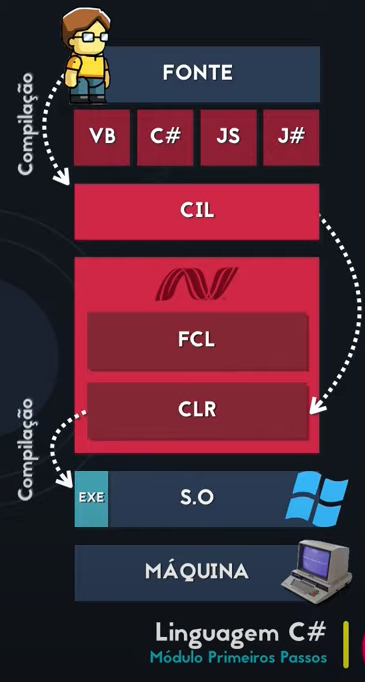 FONTE
Compilação
VB C# JS J#
CIL
FCL
CLR
Compilação
EXE S.O
MÁQUINA
Linguagem C#
Módulo Primeiros Passos